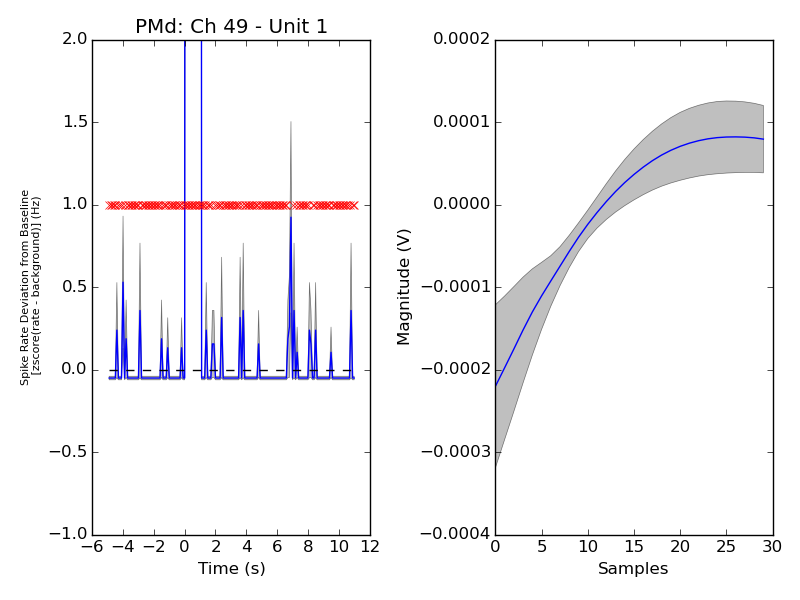 PMd: Ch 49 - Unit 1
2.0
1.5
1.0
0.5
0.0
−0.5
−1.0
−6 −4 −2 0 2 4 6 8 10 12
Time (s)
Spike Rate Deviation from Baseline
[zscore(rate - background)] (Hz)
0.0002
0.0001
0.0000
−0.0001
−0.0002
−0.0003
−0.0004
0 5 10 15 20 25 30
Samples
Magnitude (V)